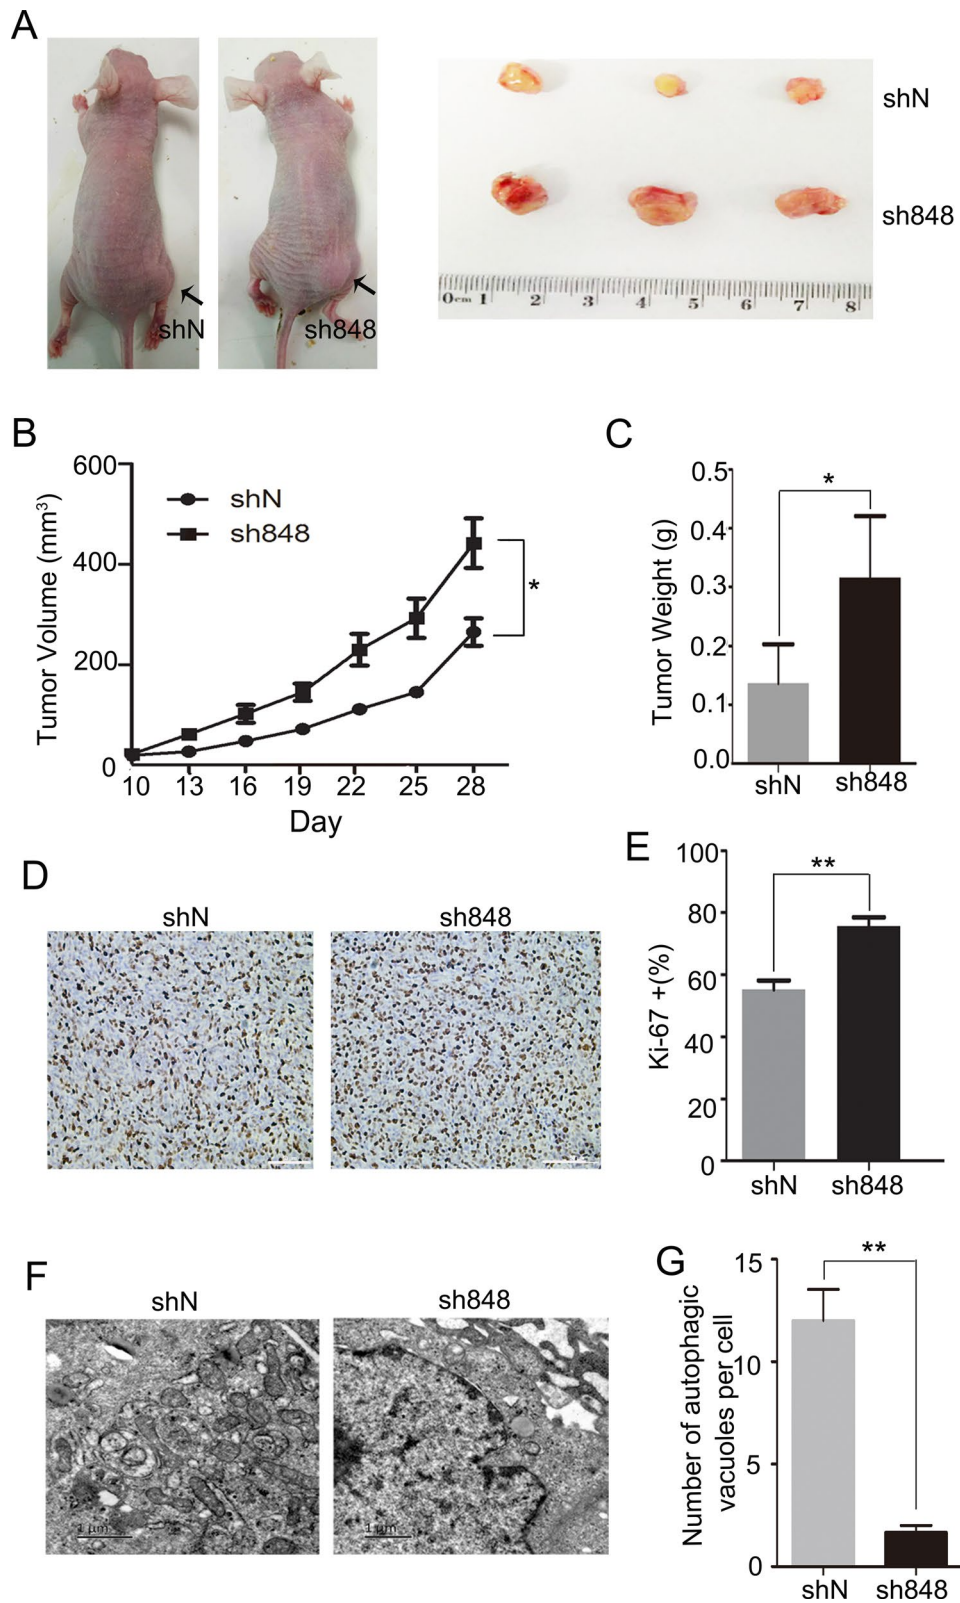 A
shN
sh848
shN
sh848
0cm 1 2 3 4 5 6 7 8
B
600
400
200
0
shN
sh848
*
10 13 16 19 22 25 28
Day
Tumor Volume (mm³)
C
0.5
0.4
0.3
0.2
0.1
0.0
*
Tumor Weight (g)
shN sh848
D
shN sh848
E
100
80
60
40
20
0
**
Ki-67 +(%)
shN sh848
F
shN sh848
1 μm
1 μm
G
15
10
5
0
**
Number of autophagic
vacuoles per cell
shN sh848